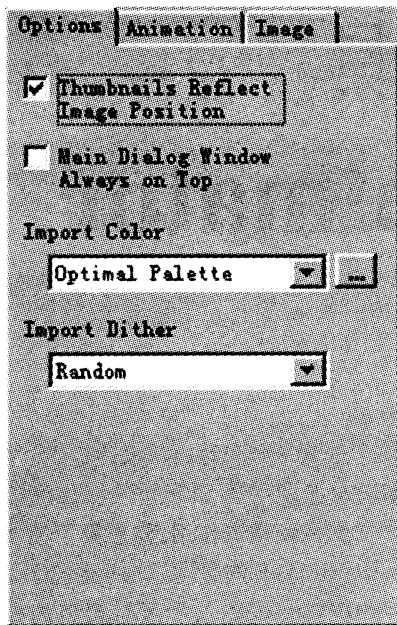 Options Animation Image
Thumbnails Reflect
Image Position
Main Dialog Window
Always on Top
Import Color
Optimal Palette ...
Import Dither
Random